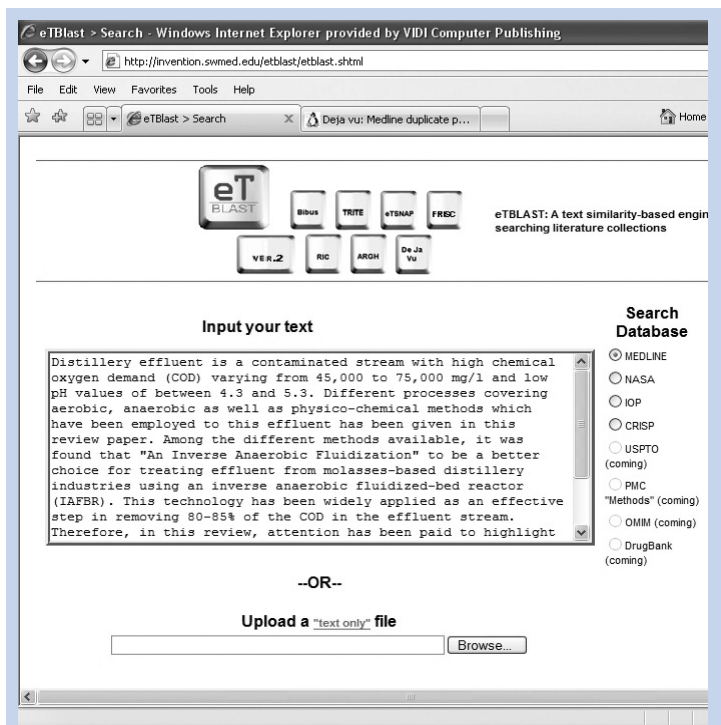 eTBlast > Search - Windows Internet Explorer provided by VIDI Computer Publishing
http://invention.swmed.edu/etblast/etblast.shtml
File Edit View Favorites Tools Help
eTBlast > Search X Deja vu: Medline duplicate p... Home
eT
BLAST
Bibus TRITE eTSNAP FRISC
VER.2 RIC ARGH De Ja
Vu
eTBLAST: A text similarity-based engin
searching literature collections
Input your text
Distillery effluent is a contaminated stream with high chemical
oxygen demand (COD) varying from 45,000 to 75,000 mg/l and low
pH values of between 4.3 and 5.3. Different processes covering
aerobic, anaerobic as well as physico-chemical methods which
have been employed to this effluent has been given in this
review paper. Among the different methods available, it was
found that "An Inverse Anaerobic Fluidization" to be a better
choice for treating effluent from molasses-based distillery
industries using an inverse anaerobic fluidized-bed reactor
(IAFBR). This technology has been widely applied as an effective
step in removing 80-85% of the COD in the effluent stream.
Therefore, in this review, attention has been paid to highlight
Search
Database
MEDLINE
NASA
IOP
CRISP
USPTO
(coming)
PMC
"Methods" (coming)
OMIM (coming)
DrugBank
(coming)
--OR--
Upload a "text only" file
Browse...